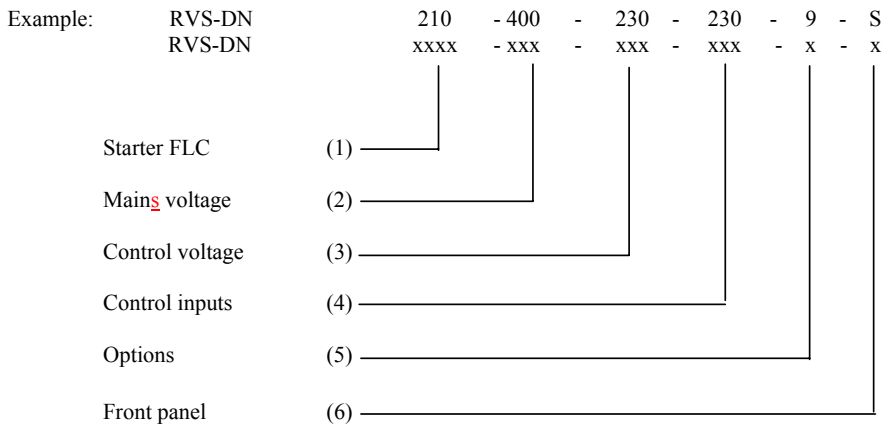 Example: RVS-DN 210 - 400 - 230 - 230 - 9 - S
RVS-DN xxxx - xxx - xxx - xxx - x - x
Starter FLC (1)
Mains voltage (2)
Control voltage (3)
Control inputs (4)
Options (5)
Front panel (6)